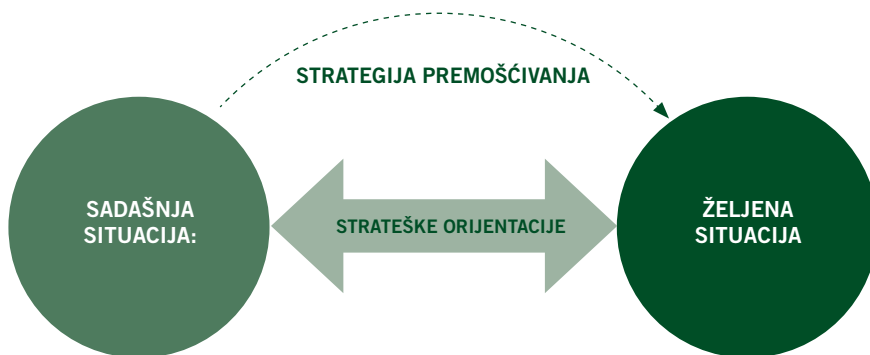 STRATEGIJA PREMOŠĆIVANJA
SADAŠNJA
SITUACIJA:
STRATEŠKE ORIJENTACIJE
ŽELJENA
SITUACIJA